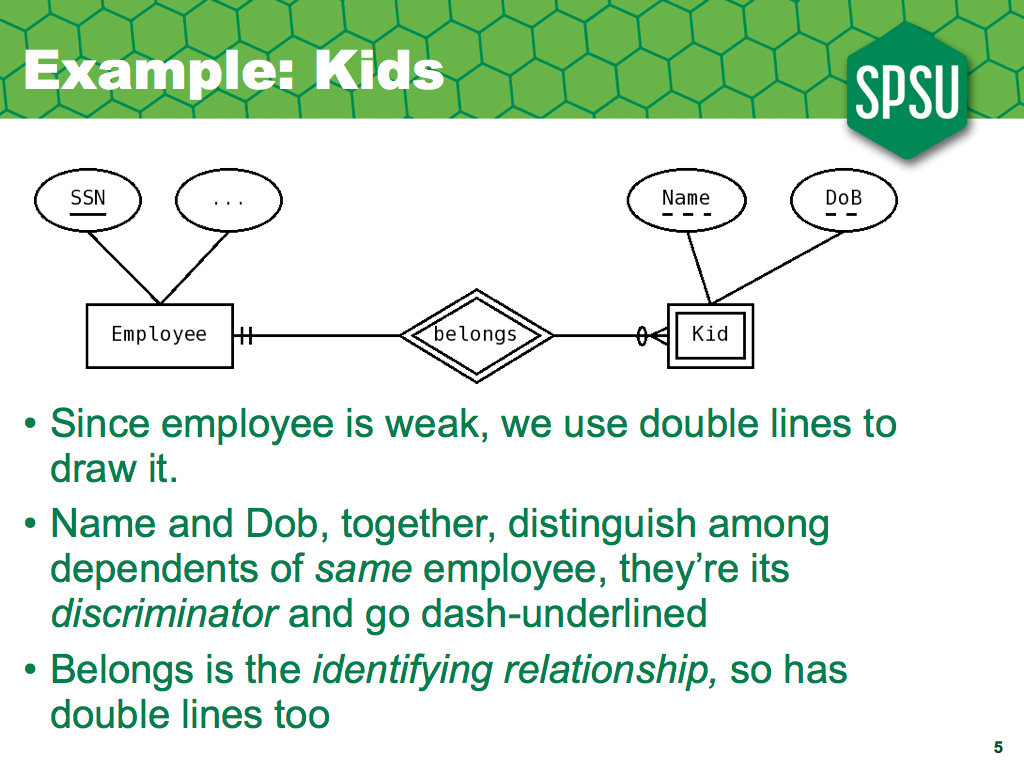 Example: Kids
SPSU
SSN
...
Name
DoB
Employee
belongs
Kid
• Since employee is weak, we use double lines to
draw it.
• Name and Dob, together, distinguish among
dependents of same employee, they’re its
discriminator and go dash-underlined
• Belongs is the identifying relationship, so has
double lines too
5